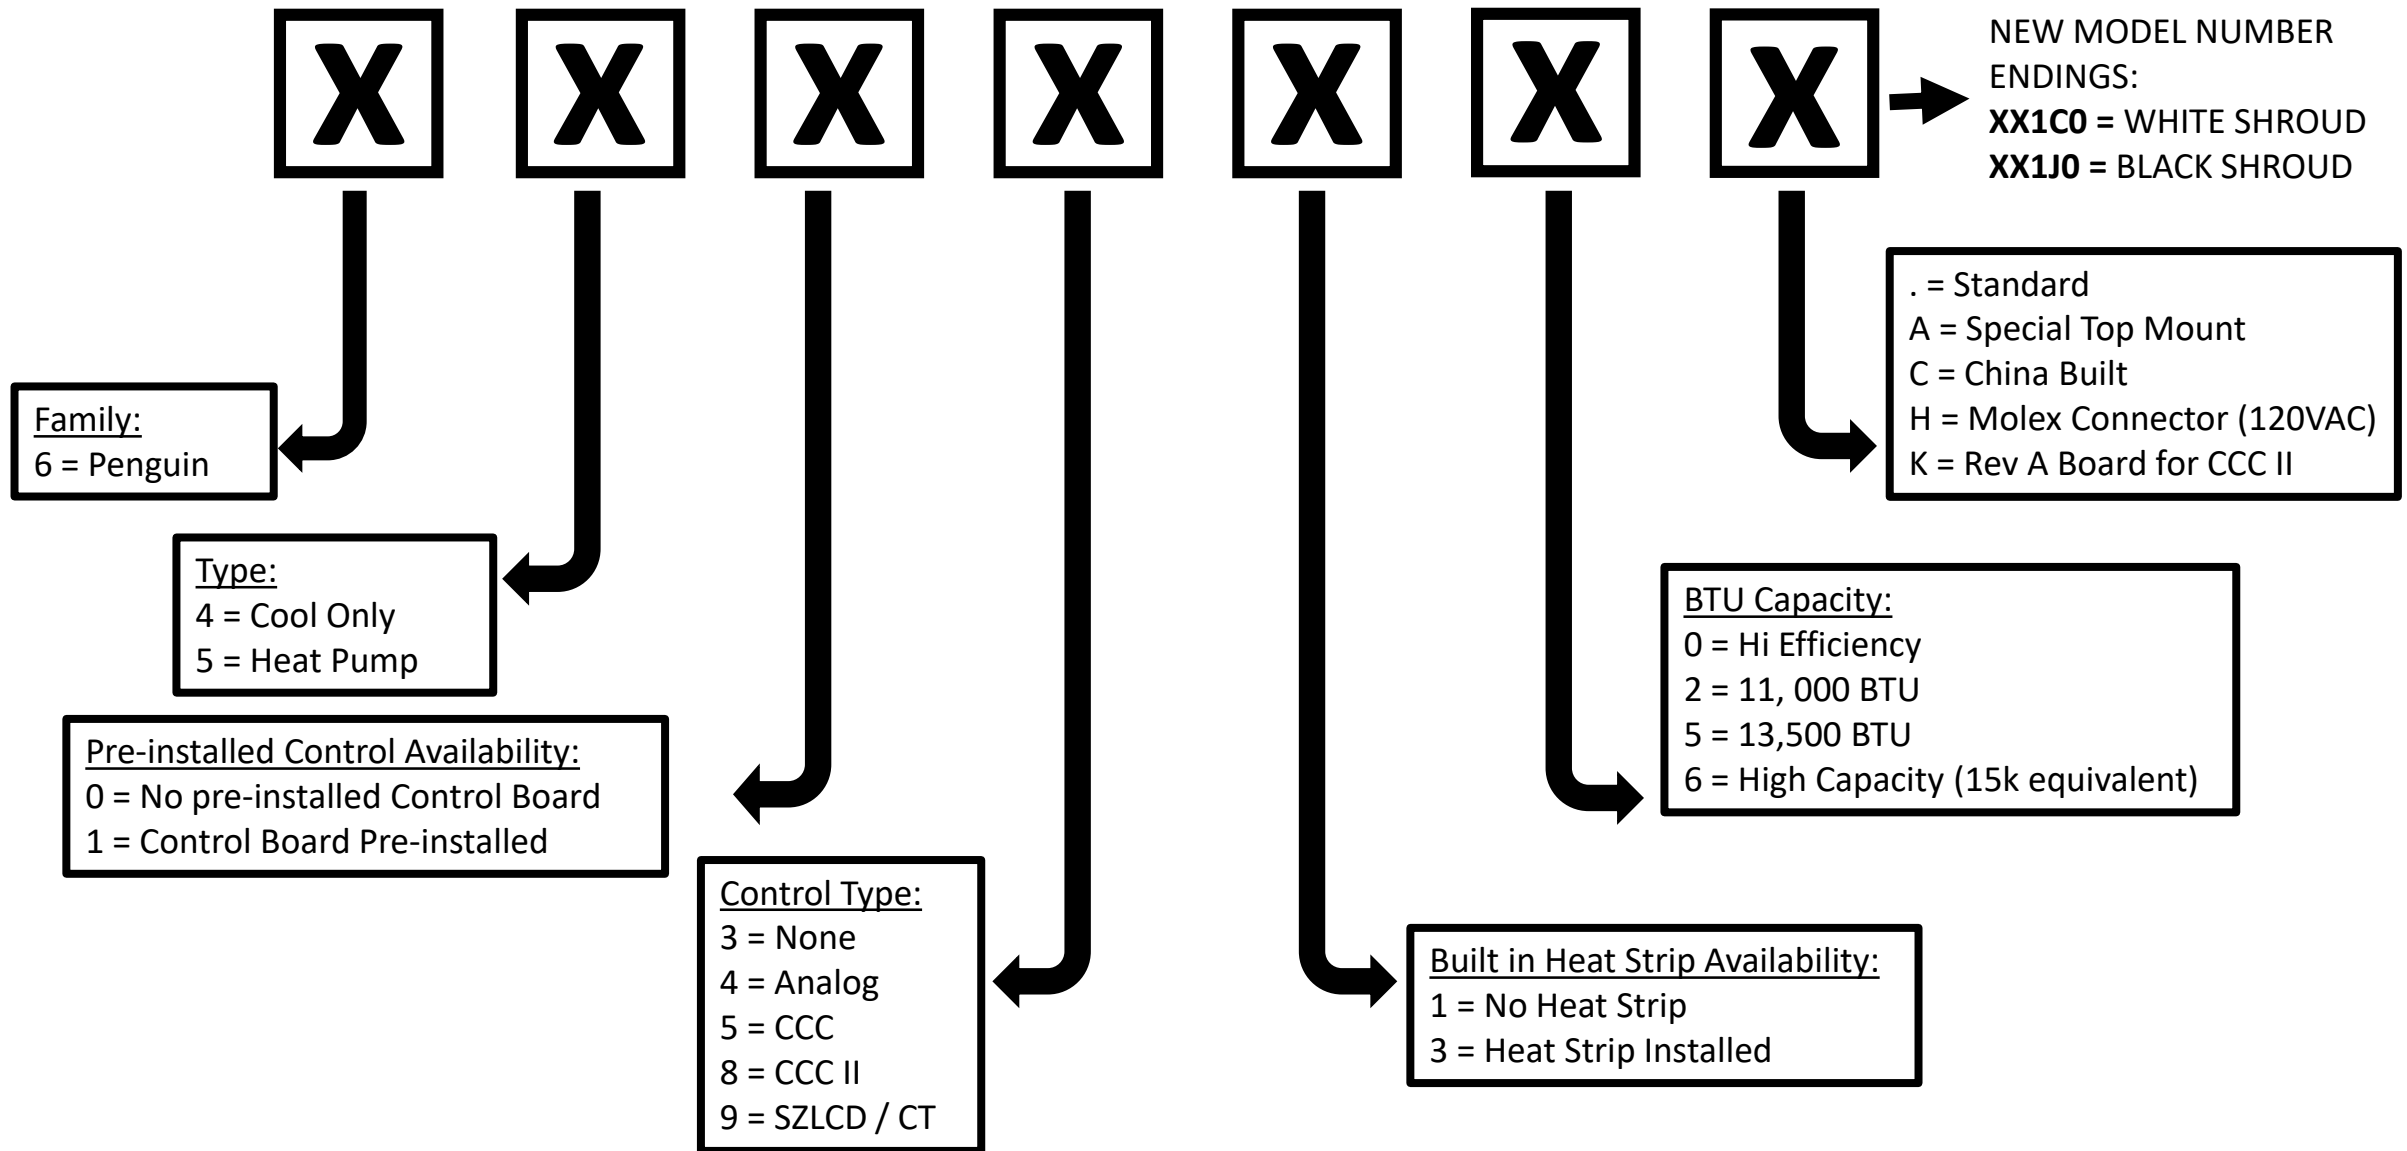 X X X X X X X
NEW MODEL NUMBER
ENDINGS:
XX1C0 = WHITE SHROUD
XX1J0 = BLACK SHROUD
. = Standard
A = Special Top Mount
C = China Built
H = Molex Connector (120VAC)
K = Rev A Board for CCC II
Family:
6 = Penguin
Type:
4 = Cool Only
5 = Heat Pump
BTU Capacity:
0 = Hi Efficiency
2 = 11, 000 BTU
5 = 13,500 BTU
6 = High Capacity (15k equivalent)
Pre-installed Control Availability:
0 = No pre-installed Control Board
1 = Control Board Pre-installed
Control Type:
3 = None
4 = Analog
5 = CCC
8 = CCC II
9 = SZLCD / CT
Built in Heat Strip Availability:
1 = No Heat Strip
3 = Heat Strip Installed